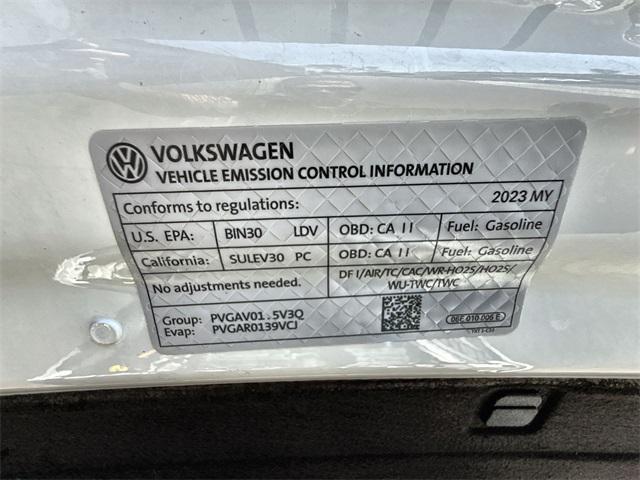 VOLKSWAGEN
VEHICLE EMISSION CONTROL INFORMATION
Conforms to regulations: 2023 MY
U.S. EPA: BIN30 LDV OBD: CA II Fuel: Gasoline
California: SULEV30 PC OBD: CA II Fuel: Gasoline
No adjustments needed. DFI/AIR/TC/CAC/WR-HO2S/HO2S/
WU-TWC/TWC
Group: PVGAV01.5V3Q
Evap: PVGAR0139VCJ